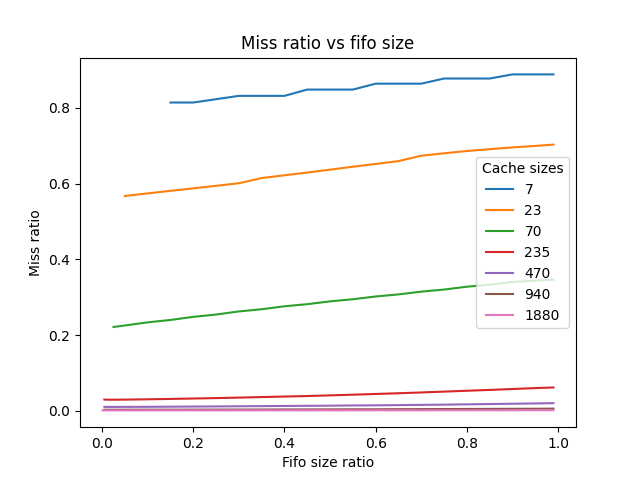 Miss ratio vs fifo size
Miss ratio
0.8
0.6
0.4
0.2
0.0
Cache sizes
7
23
70
235
470
940
1880
0.0 0.2 0.4 0.6 0.8 1.0
Fifo size ratio